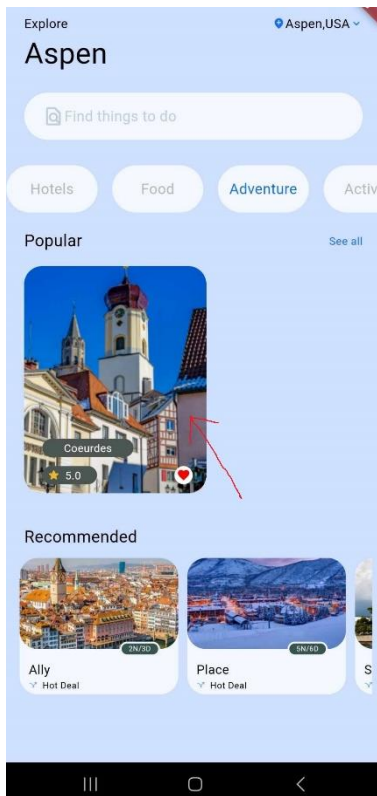 Explore
Aspen,USA
Aspen
Find things to do
Hotels
Food
Adventure
Activ
Popular
See all
Coeurdes
5.0
Recommended
2N/3D
5N/6D
Ally
Place
S
Hot Deal
Hot Deal